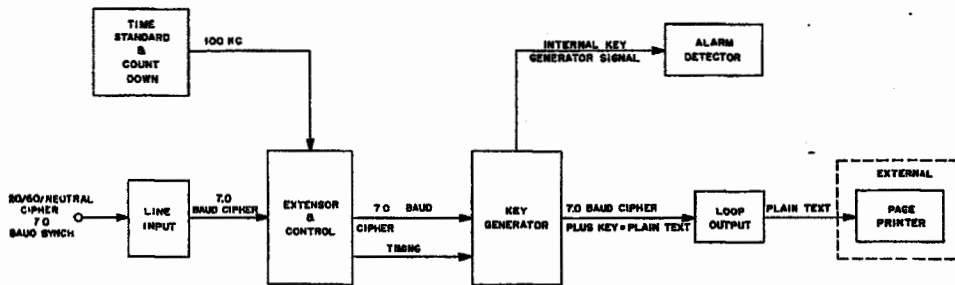 TIME
STANDARD
&
COUNT
DOWN
100 KC
INTERNAL KEY
GENERATOR SIGNAL
ALARM
DETECTOR
20/60/NEUTRAL
CIPHER
7.0
BAUD SYNCH
LINE
INPUT
7.0
BAUD CIPHER
EXTENSOR
&
CONTROL
7.0 BAUD
CIPHER
TIMING
KEY
GENERATOR
7.0 BAUD CIPHER
PLUS KEY = PLAIN TEXT
LOOP
OUTPUT
PLAIN TEXT
EXTERNAL
PAGE
PRINTER